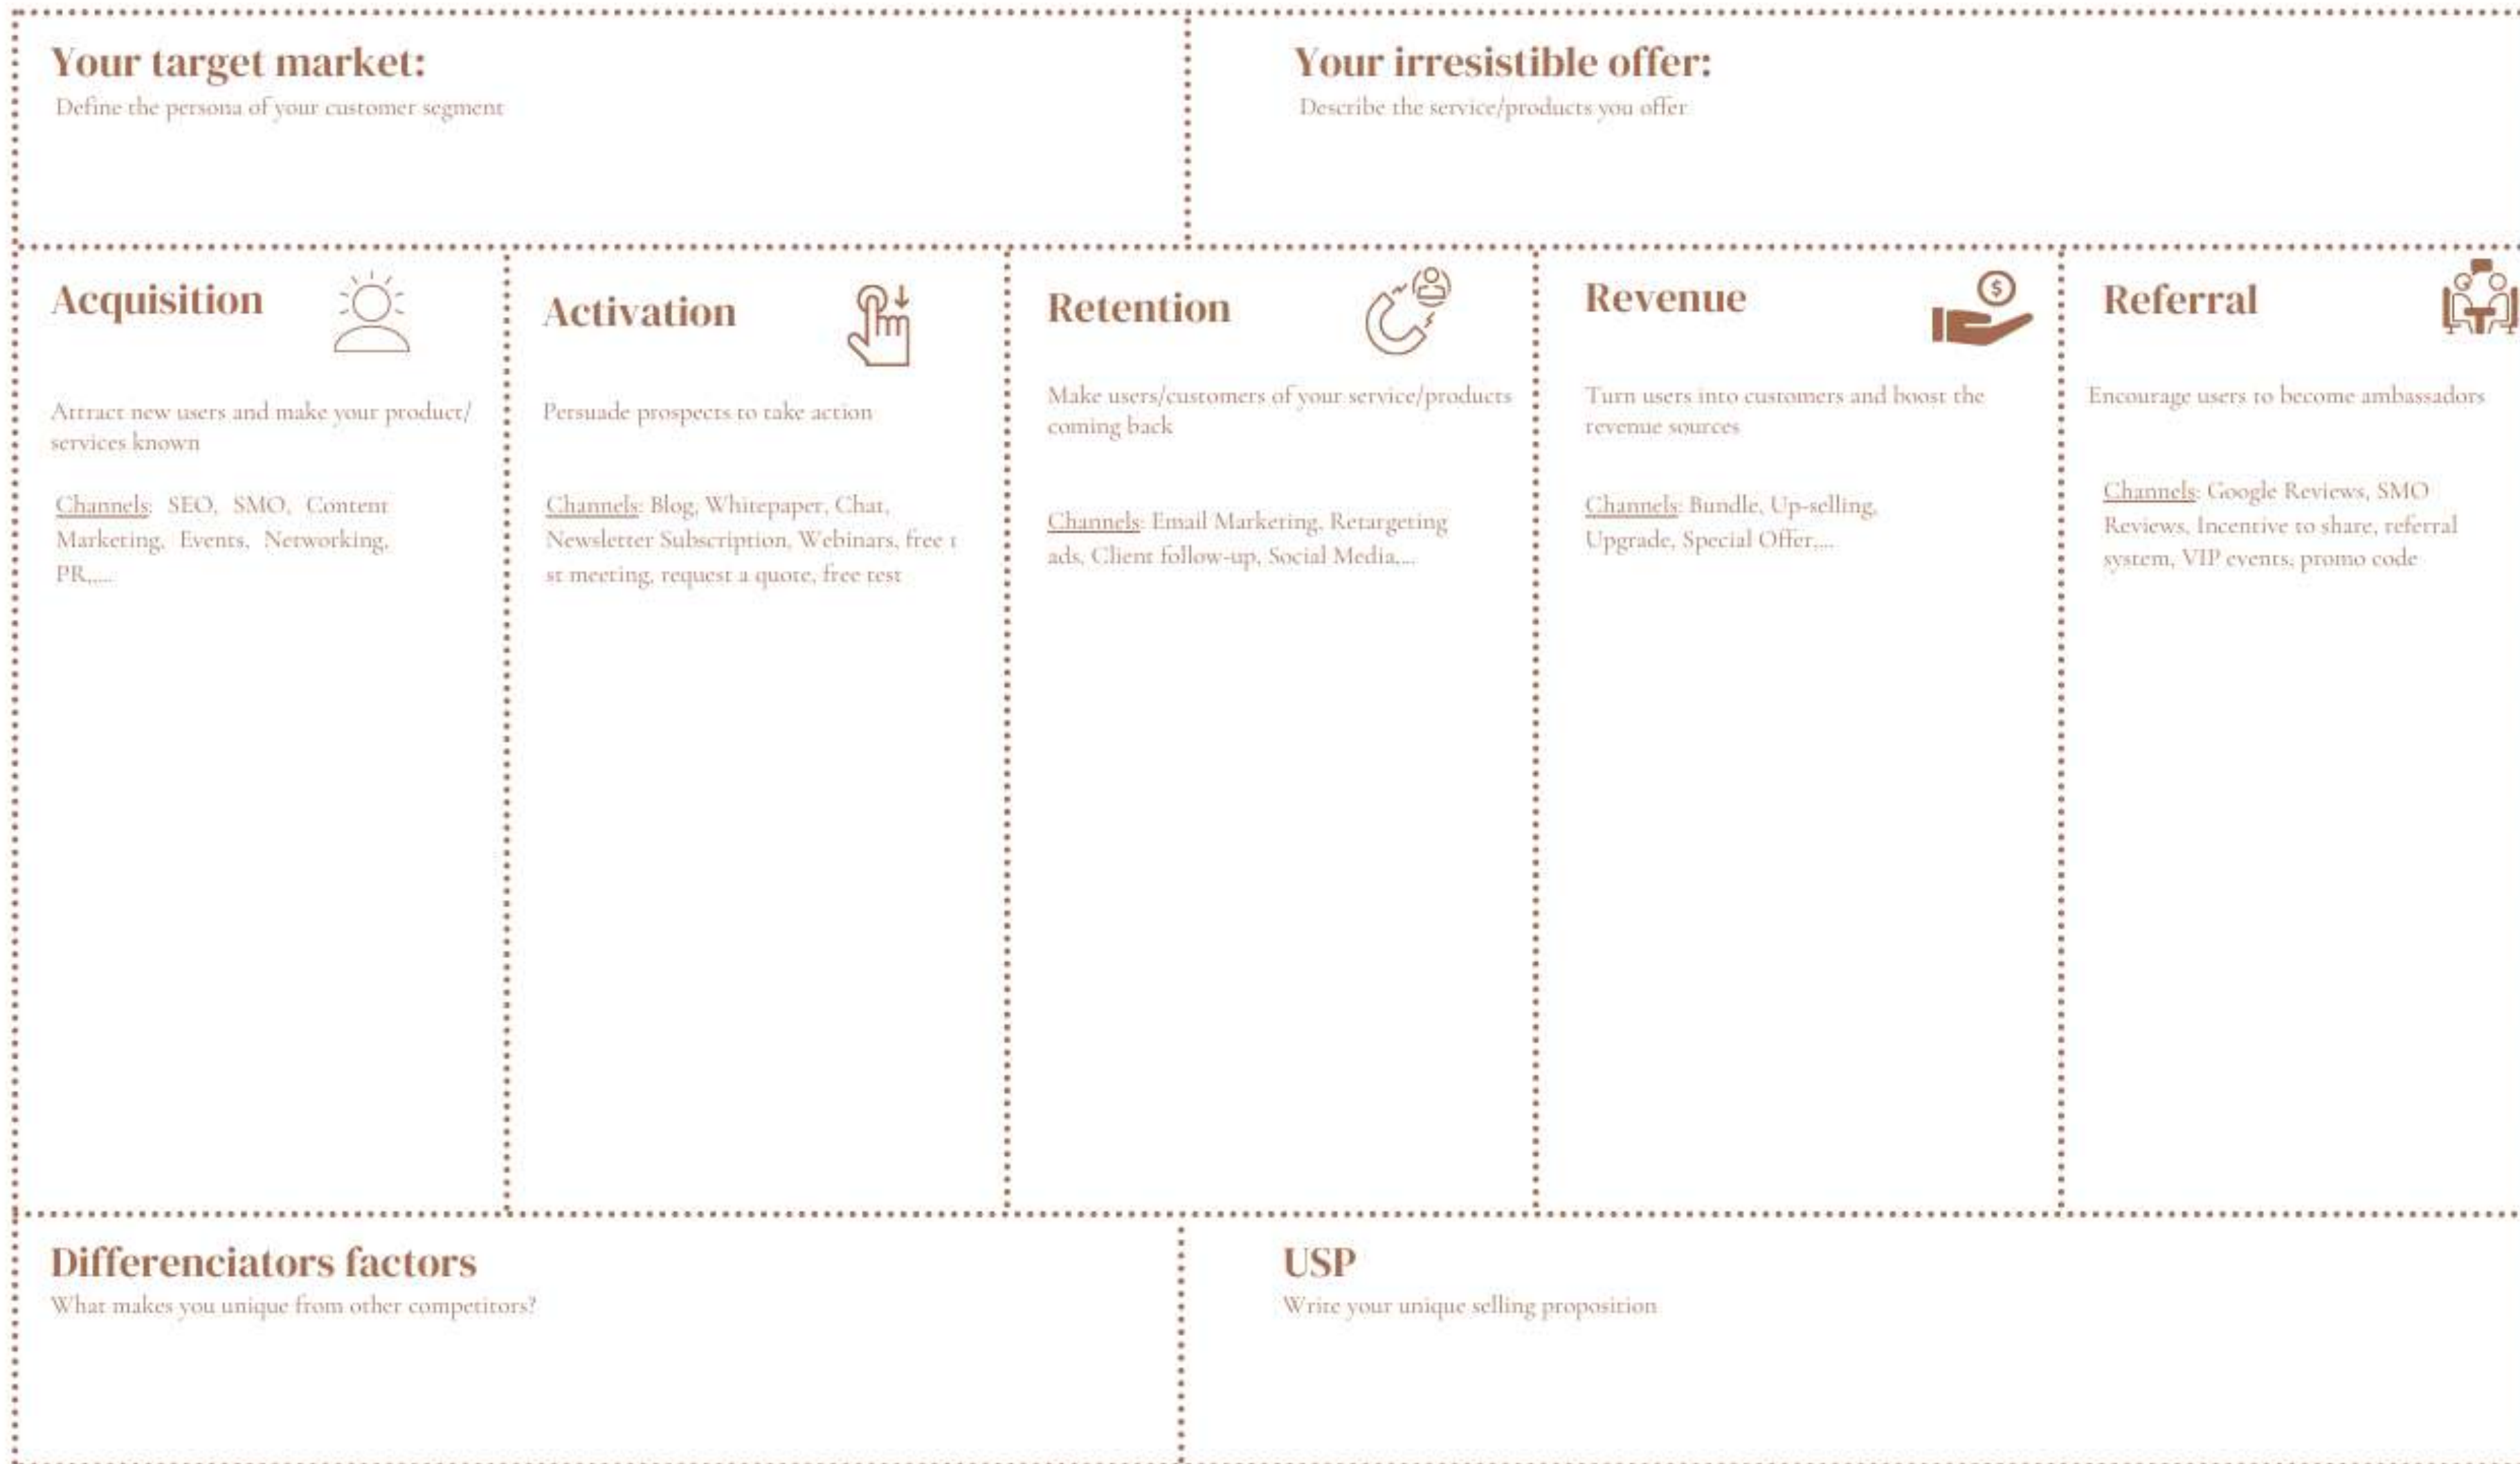 Your target market:
Define the persona of your customer segment
Your irresistible offer:
Describe the service/products you offer
Acquisition
Attract new users and make your product/
services known
Channels: SEO, SMO, Content
Marketing, Events, Networking,
PR,....
Activation
Persuade prospects to take action
Channels: Blog, Whitepaper, Chat,
Newsletter Subscription, Webinars, free 1
st meeting, request a quote, free test
Retention
Make users/customers of your service/products
coming back
Channels: Email Marketing, Retargeting
ads, Client follow-up, Social Media,...
Revenue
$
Turn users into customers and boost the
revenue sources
Channels: Bundle, Up-selling,
Upgrade, Special Offer,...
Referral
Encourage users to become ambassadors
Channels: Google Reviews, SMO
Reviews, Incentive to share, referral
system, VIP events, promo code
Differenciators factors
What makes you unique from other competitors?
USP
Write your unique selling proposition